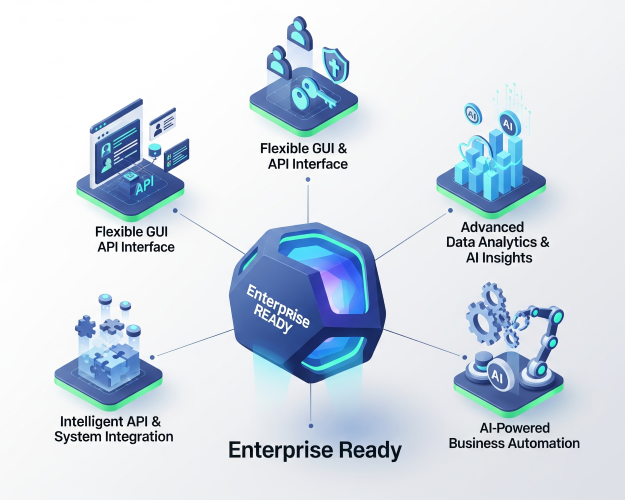 AI
AI
Flexible GUI &
API Interface
API
Flexible GUI
API Interface
Advanced
Data Analytics &
AI Insights
Enterprise
READY
AI
Intelligent API &
System Integration
AI-Powered
Business Automation
Enterprise Ready